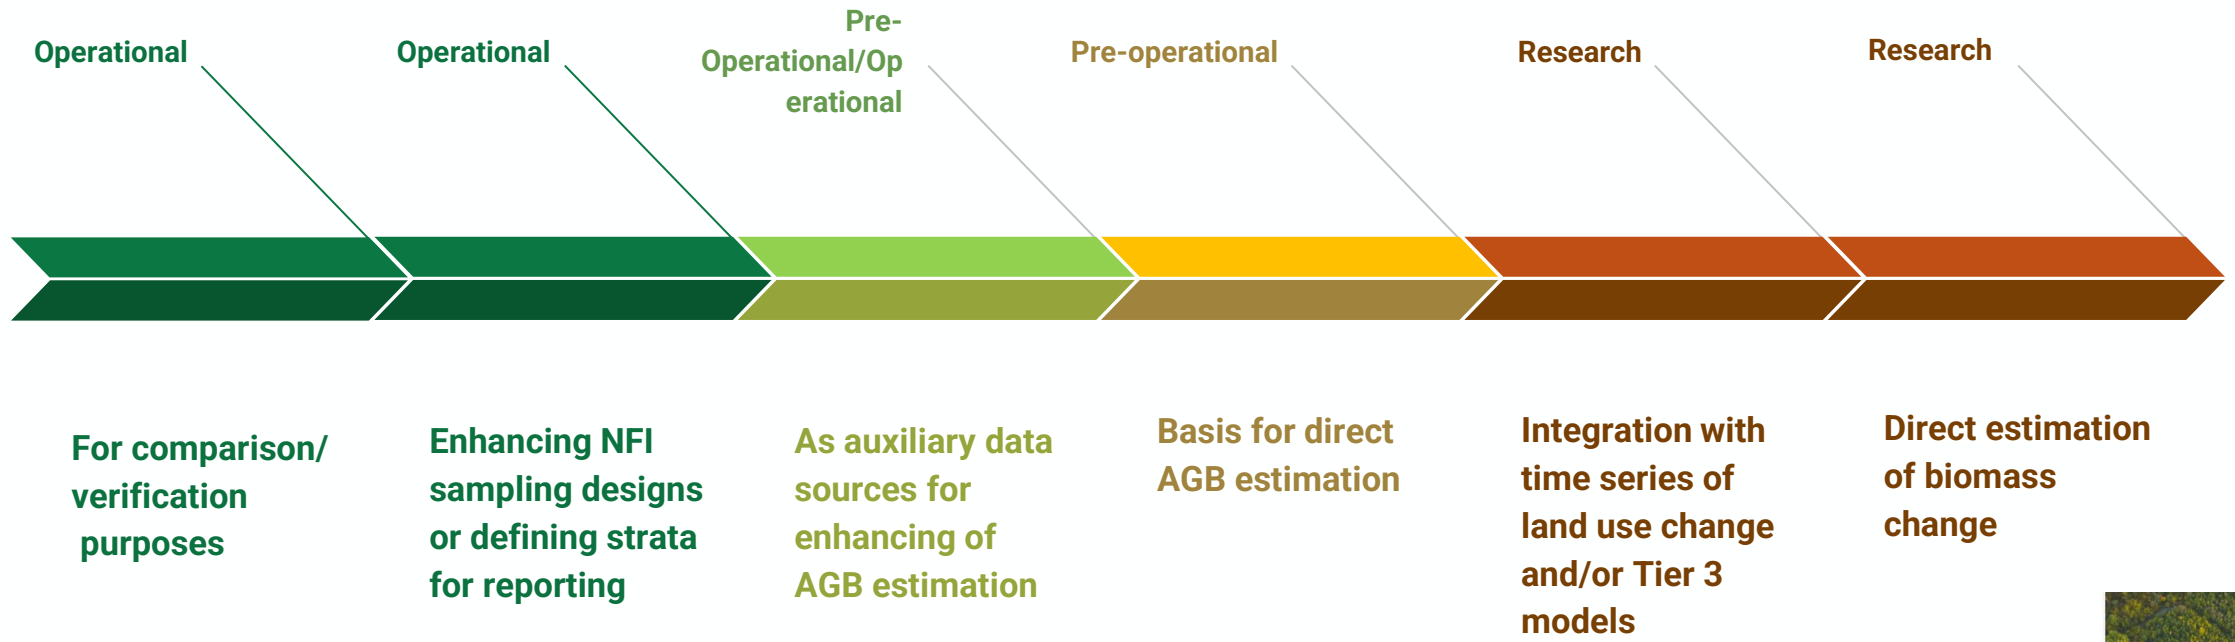 Operational
Operational
Pre-
Operational/Op
erational
Pre-operational
Research
Research
For comparison/
verification
purposes
Enhancing NFI
sampling designs
or defining strata
for reporting
As auxiliary data
sources for
enhancing of
AGB estimation
Basis for direct
AGB estimation
Integration with
time series of
land use change
and/or Tier 3
models
Direct estimation
of biomass
change